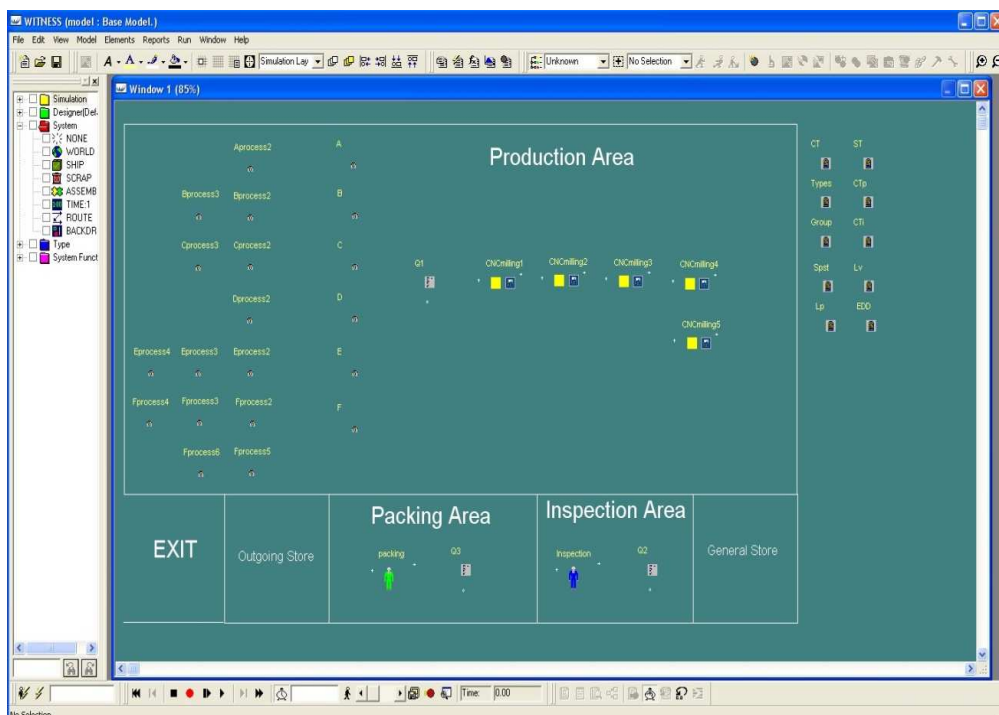 WITNESS (model : Base Model.)
File Edit View Model Elements Reports Run Window Help
Simulation Lay
Unknown
No Selection
Window 1 (85%)
Simulation
Designer(Def
System
NONE
WORLD
SHIP
SCRAP
ASSEMB
TIME:1
ROUTE
BACKDR
Type
System Funct
Production Area
Aprocess2 A
Bprocess3 Bprocess2 B
Cprocess3 Cprocess2 C
Dprocess2 D
Eprocess4 Eprocess3 Eprocess2 E
Fprocess4 Fprocess3 Fprocess2 F
Fprocess6 Fprocess5
Q1 CNCmilling1 CNCmilling2 CNCmilling3 CNCmilling4
CNCmilling5
CT ST
Types CTp
Group CTi
Spst Lv
Lp EDD
EXIT
Outgoing Store
Packing Area
packing Q3
Inspection Area
Inspection Q2
General Store
Time: 0.00
No Selection